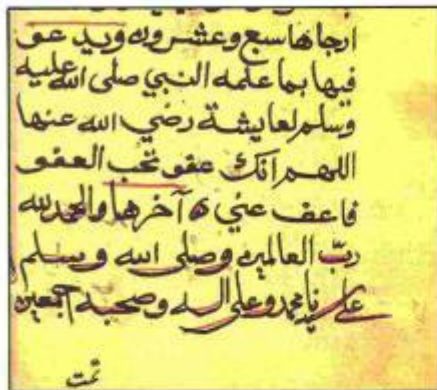 ارجاها سبع وعشرون ويدعو
فيها بما علمه النبي صلى الله عليه
وسلم لعايشة رضي الله عنها
اللهم انك عفو تحب العفو
فاعف عني ه آخرها والحمد لله
ربّ العالمين وصلى الله وسلم
على سيدنا محمد وعلى اله وصحبه اجمعين
تمت